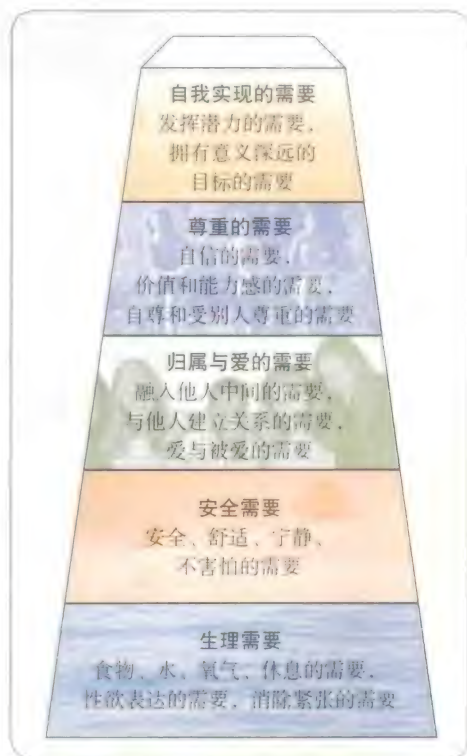 自我实现的需要
发挥潜力的需要，
拥有意义深远的
目标的需要
尊重的需要
自信的需要，
价值和能力感的需要，
自尊和受别人尊重的需要
归属与爱的需要
融入他人中间的需要，
与他人建立关系的需要，
爱与被爱的需要
安全需要
安全、舒适、宁静、
不害怕的需要
生理需要
食物、水、氧气、休息的需要，
性欲表达的需要，消除紧张的需要